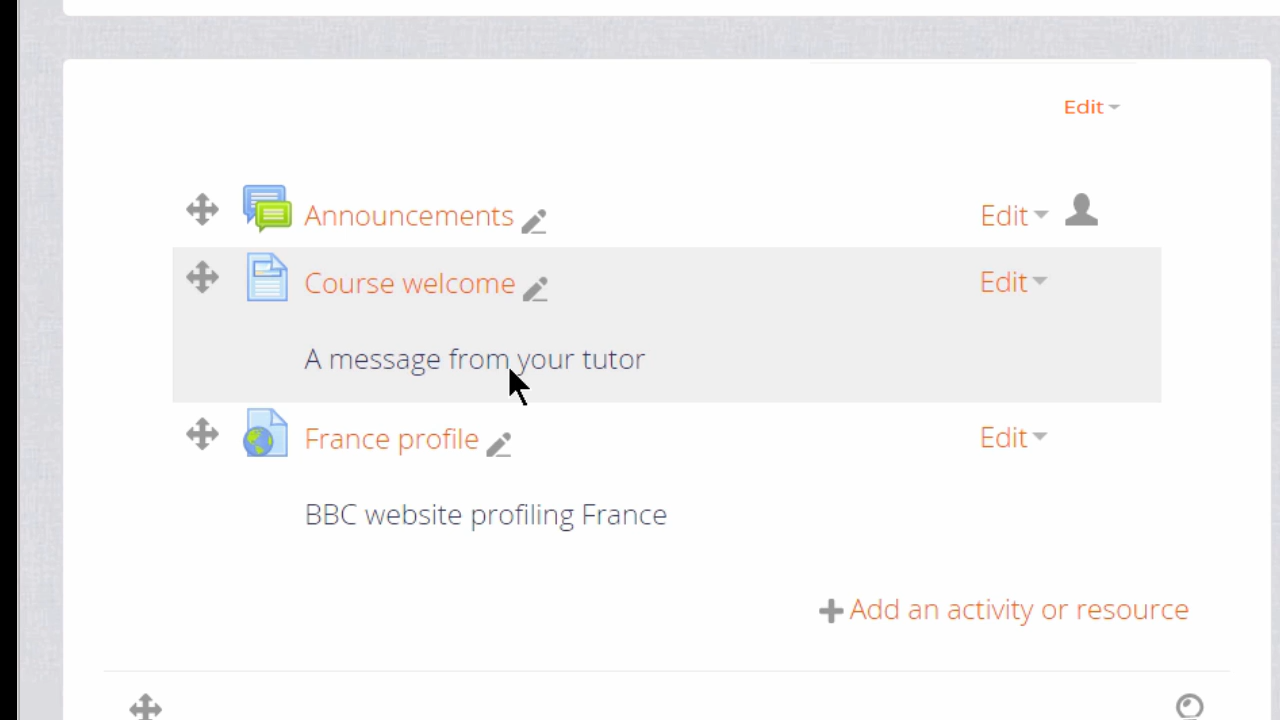 Edit
Announcements Edit
Course welcome Edit
A message from your tutor
France profile Edit
BBC website profiling France
Add an activity or resource